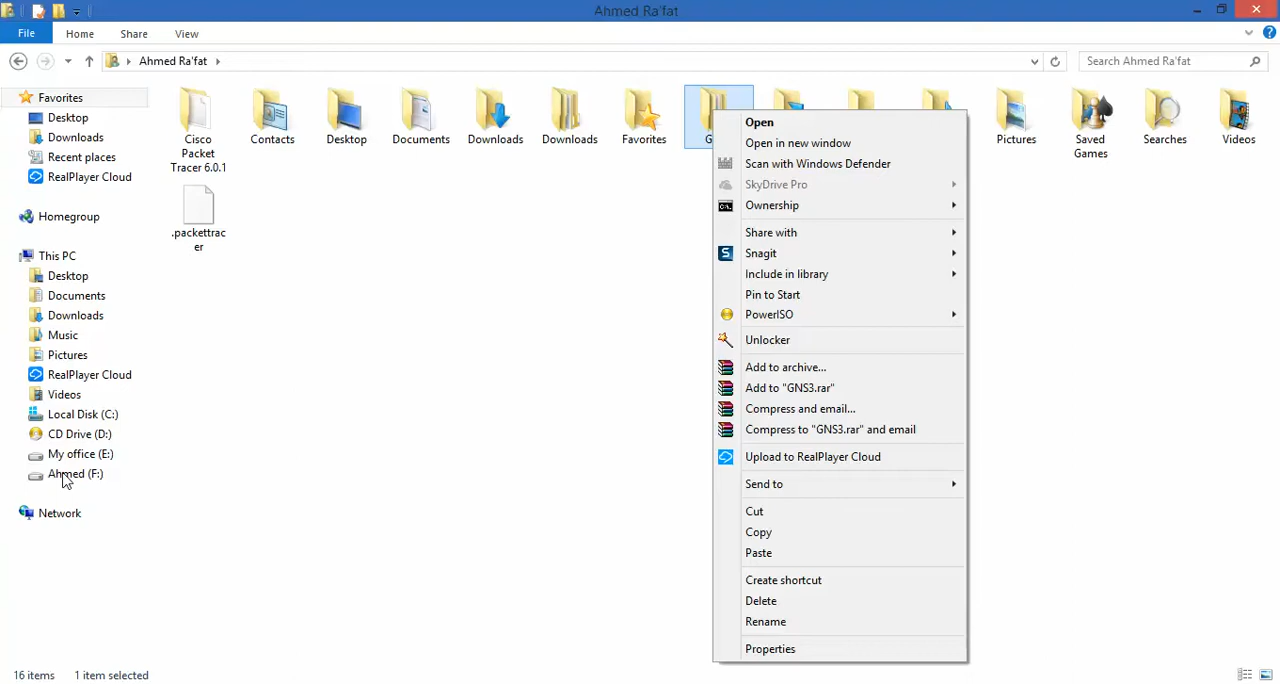 Ahmed Ra'fat
File Home Share View
Ahmed Ra'fat
Search Ahmed Ra'fat
Favorites
Desktop
Downloads
Recent places
RealPlayer Cloud
Homegroup
This PC
Desktop
Documents
Downloads
Music
Pictures
RealPlayer Cloud
Videos
Local Disk (C:)
CD Drive (D:)
My office (E:)
Ahmed (F:)
Network
Cisco
Packet
Tracer 6.0.1
Contacts
Desktop
Documents
Downloads
Downloads
Favorites
G
Pictures
Saved
Games
Searches
Videos
.packettrac
er
Open
Open in new window
Scan with Windows Defender
SkyDrive Pro
Ownership
Share with
Snagit
Include in library
Pin to Start
PowerISO
Unlocker
Add to archive...
Add to "GNS3.rar"
Compress and email...
Compress to "GNS3.rar" and email
Upload to RealPlayer Cloud
Send to
Cut
Copy
Paste
Create shortcut
Delete
Rename
Properties
16 items 1 item selected